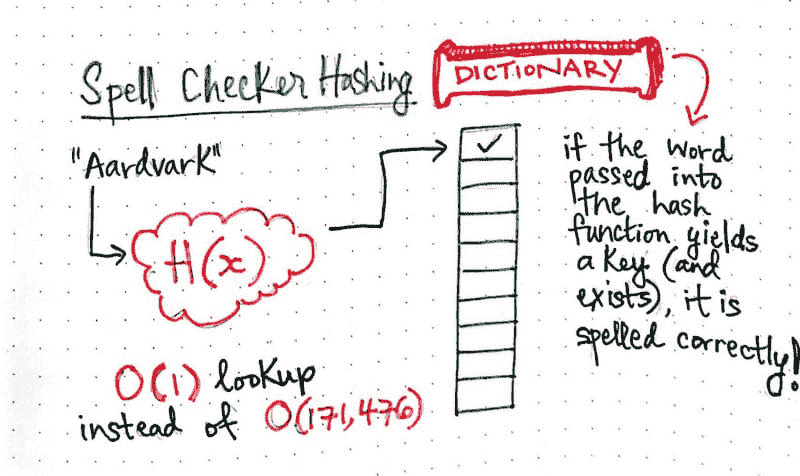 Spell Checker Hashing
DICTIONARY
"Aardvark"
H(x)
✓
if the word
passed into
the hash
function yields
a key (and
exists), it is
spelled correctly!
O(1) lookup
instead of O(171,476)